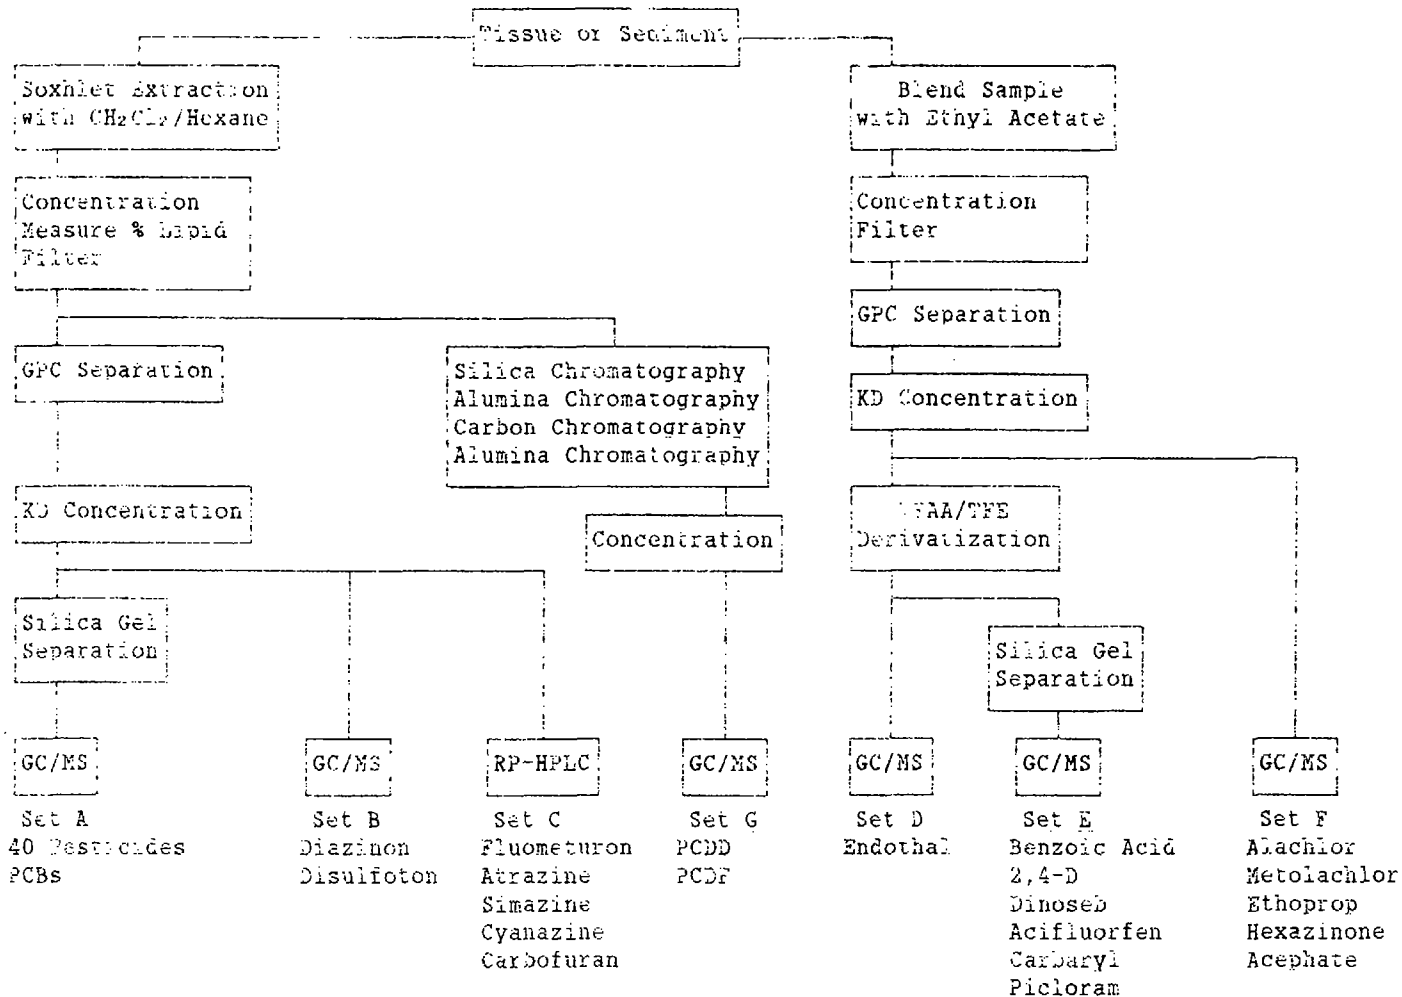 Tissue or Sediment
Soxhlet Extraction
with CH₂Cl₂/Hexane
Blend Sample
with Ethyl Acetate
Concentration
Measure % Lipid
Filter
Concentration
Filter
GPC Separation
GPC Separation
Silica Chromatography
Alumina Chromatography
Carbon Chromatography
Alumina Chromatography
KD Concentration
KD Concentration
Concentration
TFAA/TFE
Derivatization
Silica Gel
Separation
Silica Gel
Separation
GC/MS
GC/MS
RP-HPLC
GC/MS
GC/MS
GC/MS
GC/MS
Set A
40 Pesticides
PCBs
Set B
Diazinon
Disulfoton
Set C
Fluometuron
Atrazine
Simazine
Cyanazine
Carbofuran
Set G
PCDD
PCDF
Set D
Endothal
Set E
Benzoic Acid
2,4-D
Dinoseb
Acifluorfen
Carbaryl
Picloram
Set F
Alachlor
Metolachlor
Ethoprop
Hexazinone
Acephate